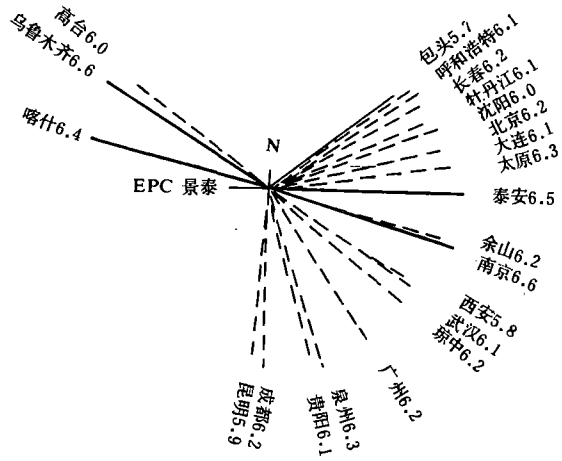 高台6.0
乌鲁木齐6.6
喀什6.4
N
EPC 景泰
包头5.7
呼和浩特6.1
长春6.2
牡丹江6.1
沈阳6.0
北京6.2
大连6.1
太原6.3
泰安6.5
余山6.2
南京6.6
西安5.8
武汉6.1
琼中6.2
广州6.2
泉州6.3
贵阳6.1
成都6.2
昆明5.9